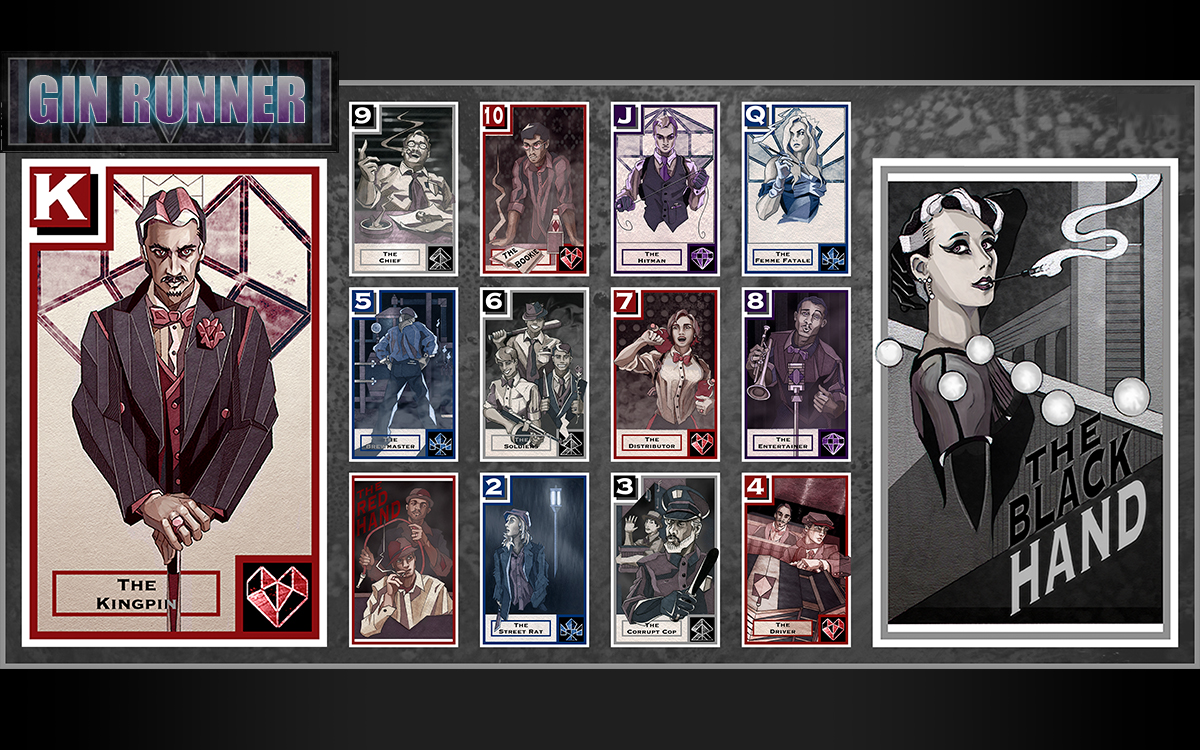 GIN RUNNER
K
THE
KINGPIN
9
THE
CHIEF
10
THE
BOOKIE
J
THE
HITMAN
Q
THE
FEMME FATALE
5
THE
MASTER
6
THE
SOLDIER
7
THE
DISTRIBUTOR
8
THE
ENTERTAINER
THE
RED
HAND
2
THE
STREET RAT
3
THE
CORRUPT COP
4
THE
DRIVER
THE
BLACK
HAND